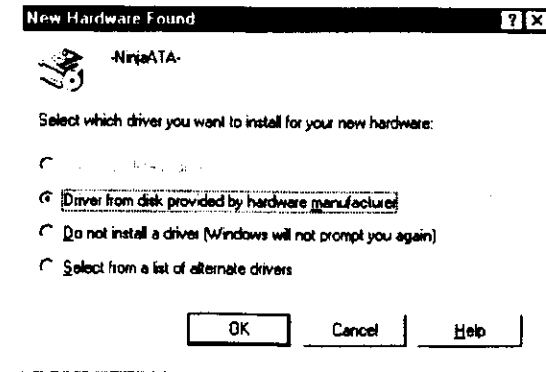 New Hardware Found
-NinjaATA-
Select which driver you want to install for your new hardware:
Driver from disk provided by hardware manufacturer
Do not install a driver (Windows will not prompt you again)
Select from a list of alternate drivers
OK Cancel Help